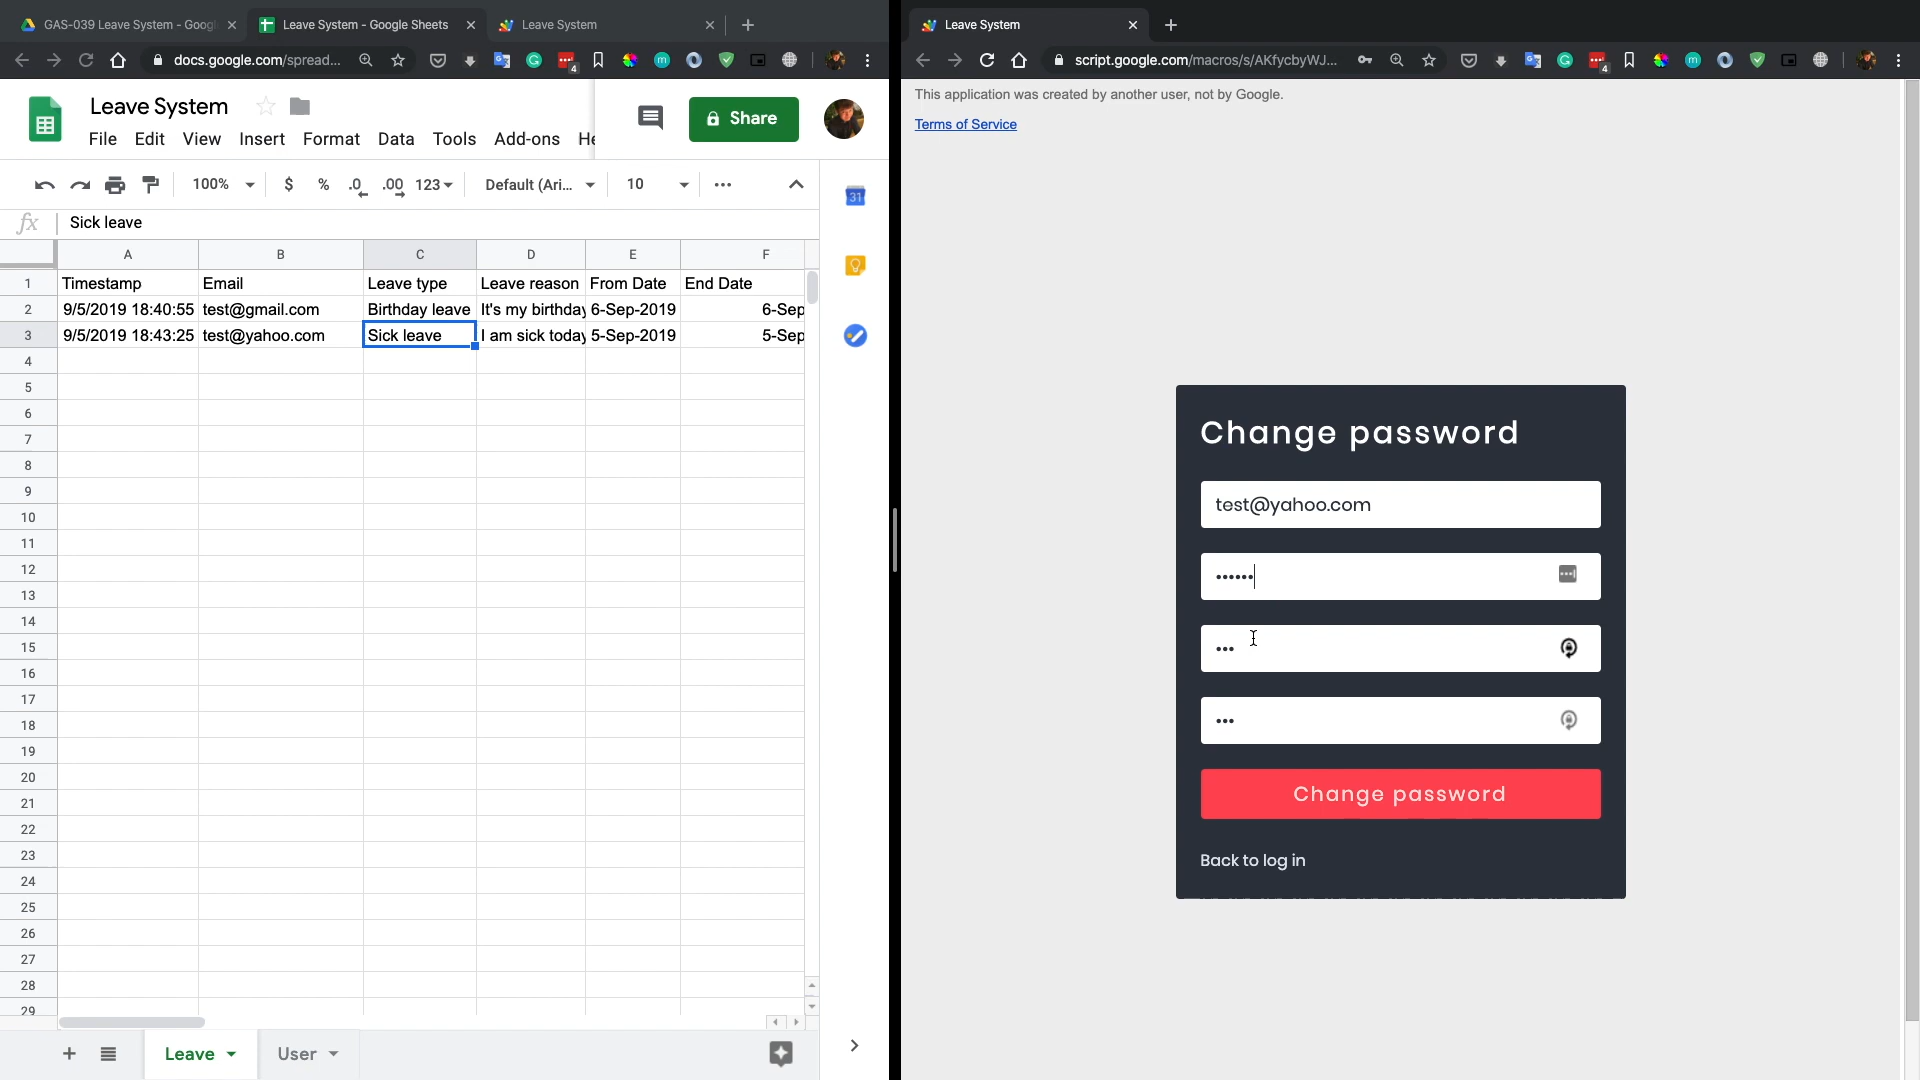 GAS-039 Leave System - Goog
Leave System - Google Sheets
Leave System
docs.google.com/spread...
4
Leave System
Share
File Edit View Insert Format Data Tools Add-ons He
100% $ % .0 .00 123 Default (Ari... 10
31
fx Sick leave
A B C D E F
1 Timestamp Email Leave type Leave reason From Date End Date
2 9/5/2019 18:40:55 test@gmail.com Birthday leave It's my birthday 6-Sep-2019 6-Sep
3 9/5/2019 18:43:25 test@yahoo.com Sick leave I am sick today 5-Sep-2019 5-Sep
4
5
6
7
8
9
10
11
12
13
14
15
16
17
18
19
20
21
22
23
24
25
26
27
28
29
Leave User
Leave System
script.google.com/macros/s/AKfycbyWJ...
4
This application was created by another user, not by Google.
Terms of Service
Change password
test@yahoo.com
••••••
•••
•••
Change password
Back to log in